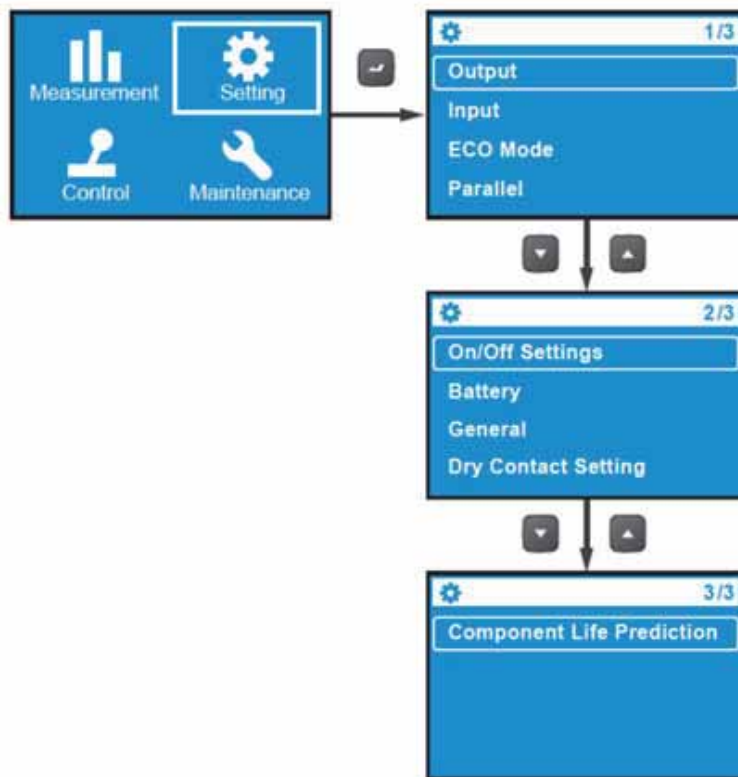 Measurement
Setting
Control
Maintenance
1/3
Output
Input
ECO Mode
Parallel
2/3
On/Off Settings
Battery
General
Dry Contact Setting
3/3
Component Life Prediction